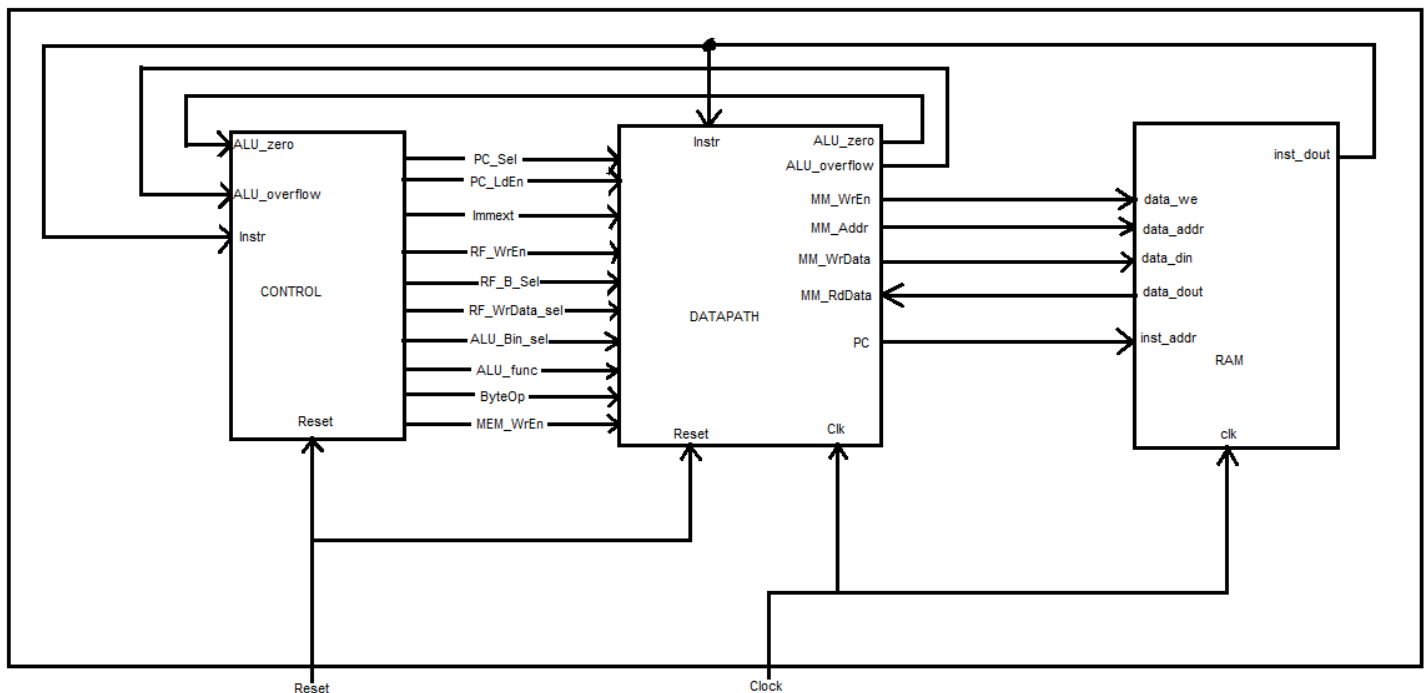 ALU_zero
ALU_overflow
Instr
CONTROL
Reset
PC_Sel
PC_LdEn
Immext
RF_WrEn
RF_B_Sel
RF_WrData_sel
ALU_Bin_sel
ALU_func
ByteOp
MEM_WrEn
Instr
ALU_zero
ALU_overflow
MM_WrEn
MM_Addr
MM_WrData
MM_RdData
DATAPATH
PC
Reset
Clk
inst_dout
data_we
data_addr
data_din
data_dout
inst_addr
RAM
clk
Reset
Clock